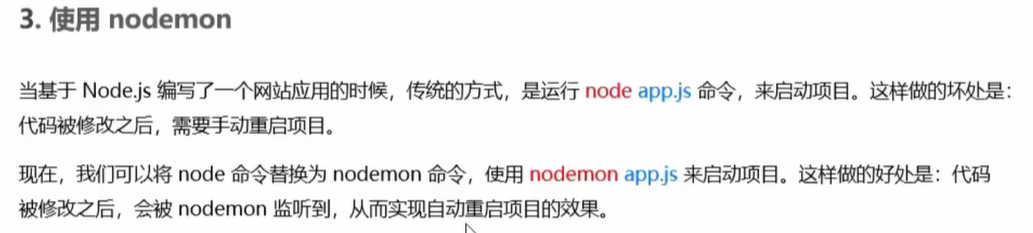 3. 使用 nodemon
当基于 Node.js 编写了一个网站应用的时候，传统的方式，是运行 node app.js 命令，来启动项目。这样做的坏处是：
代码被修改之后，需要手动重启项目。
现在，我们可以将 node 命令替换为 nodemon 命令，使用 nodemon app.js 来启动项目。这样做的好处是：代码
被修改之后，会被 nodemon 监听到，从而实现自动重启项目的效果。